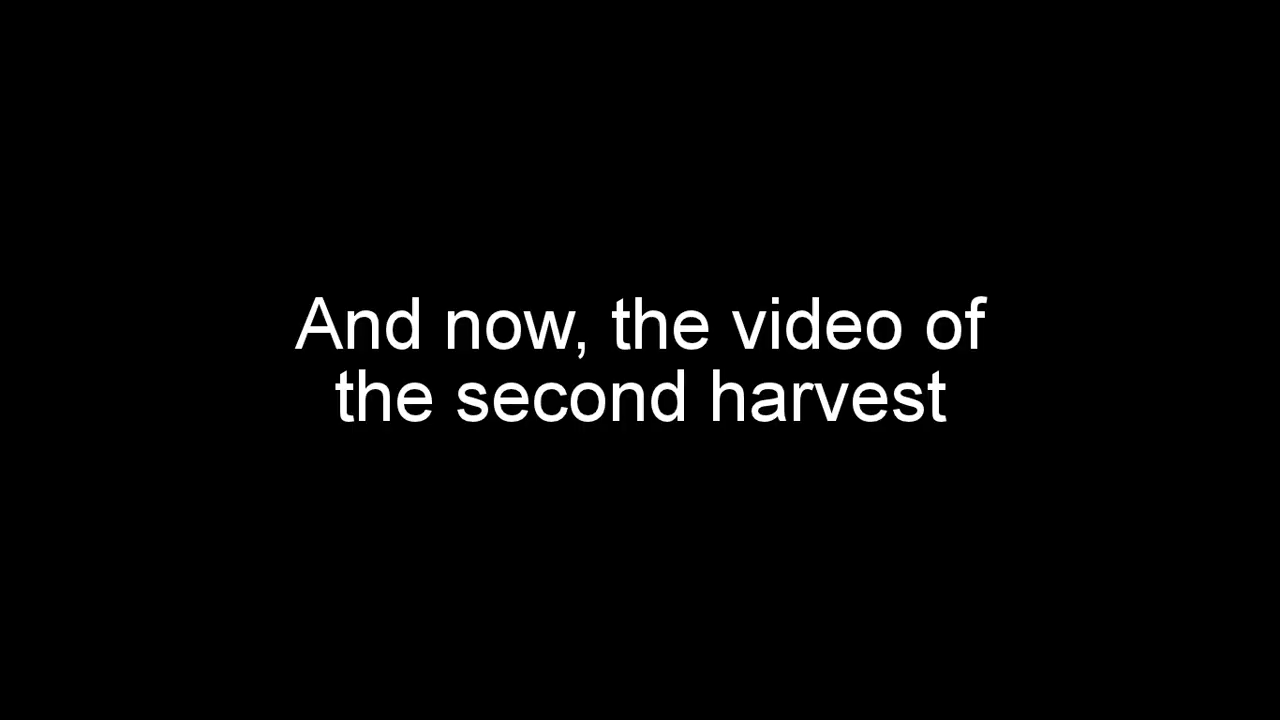 And now, the video of
the second harvest